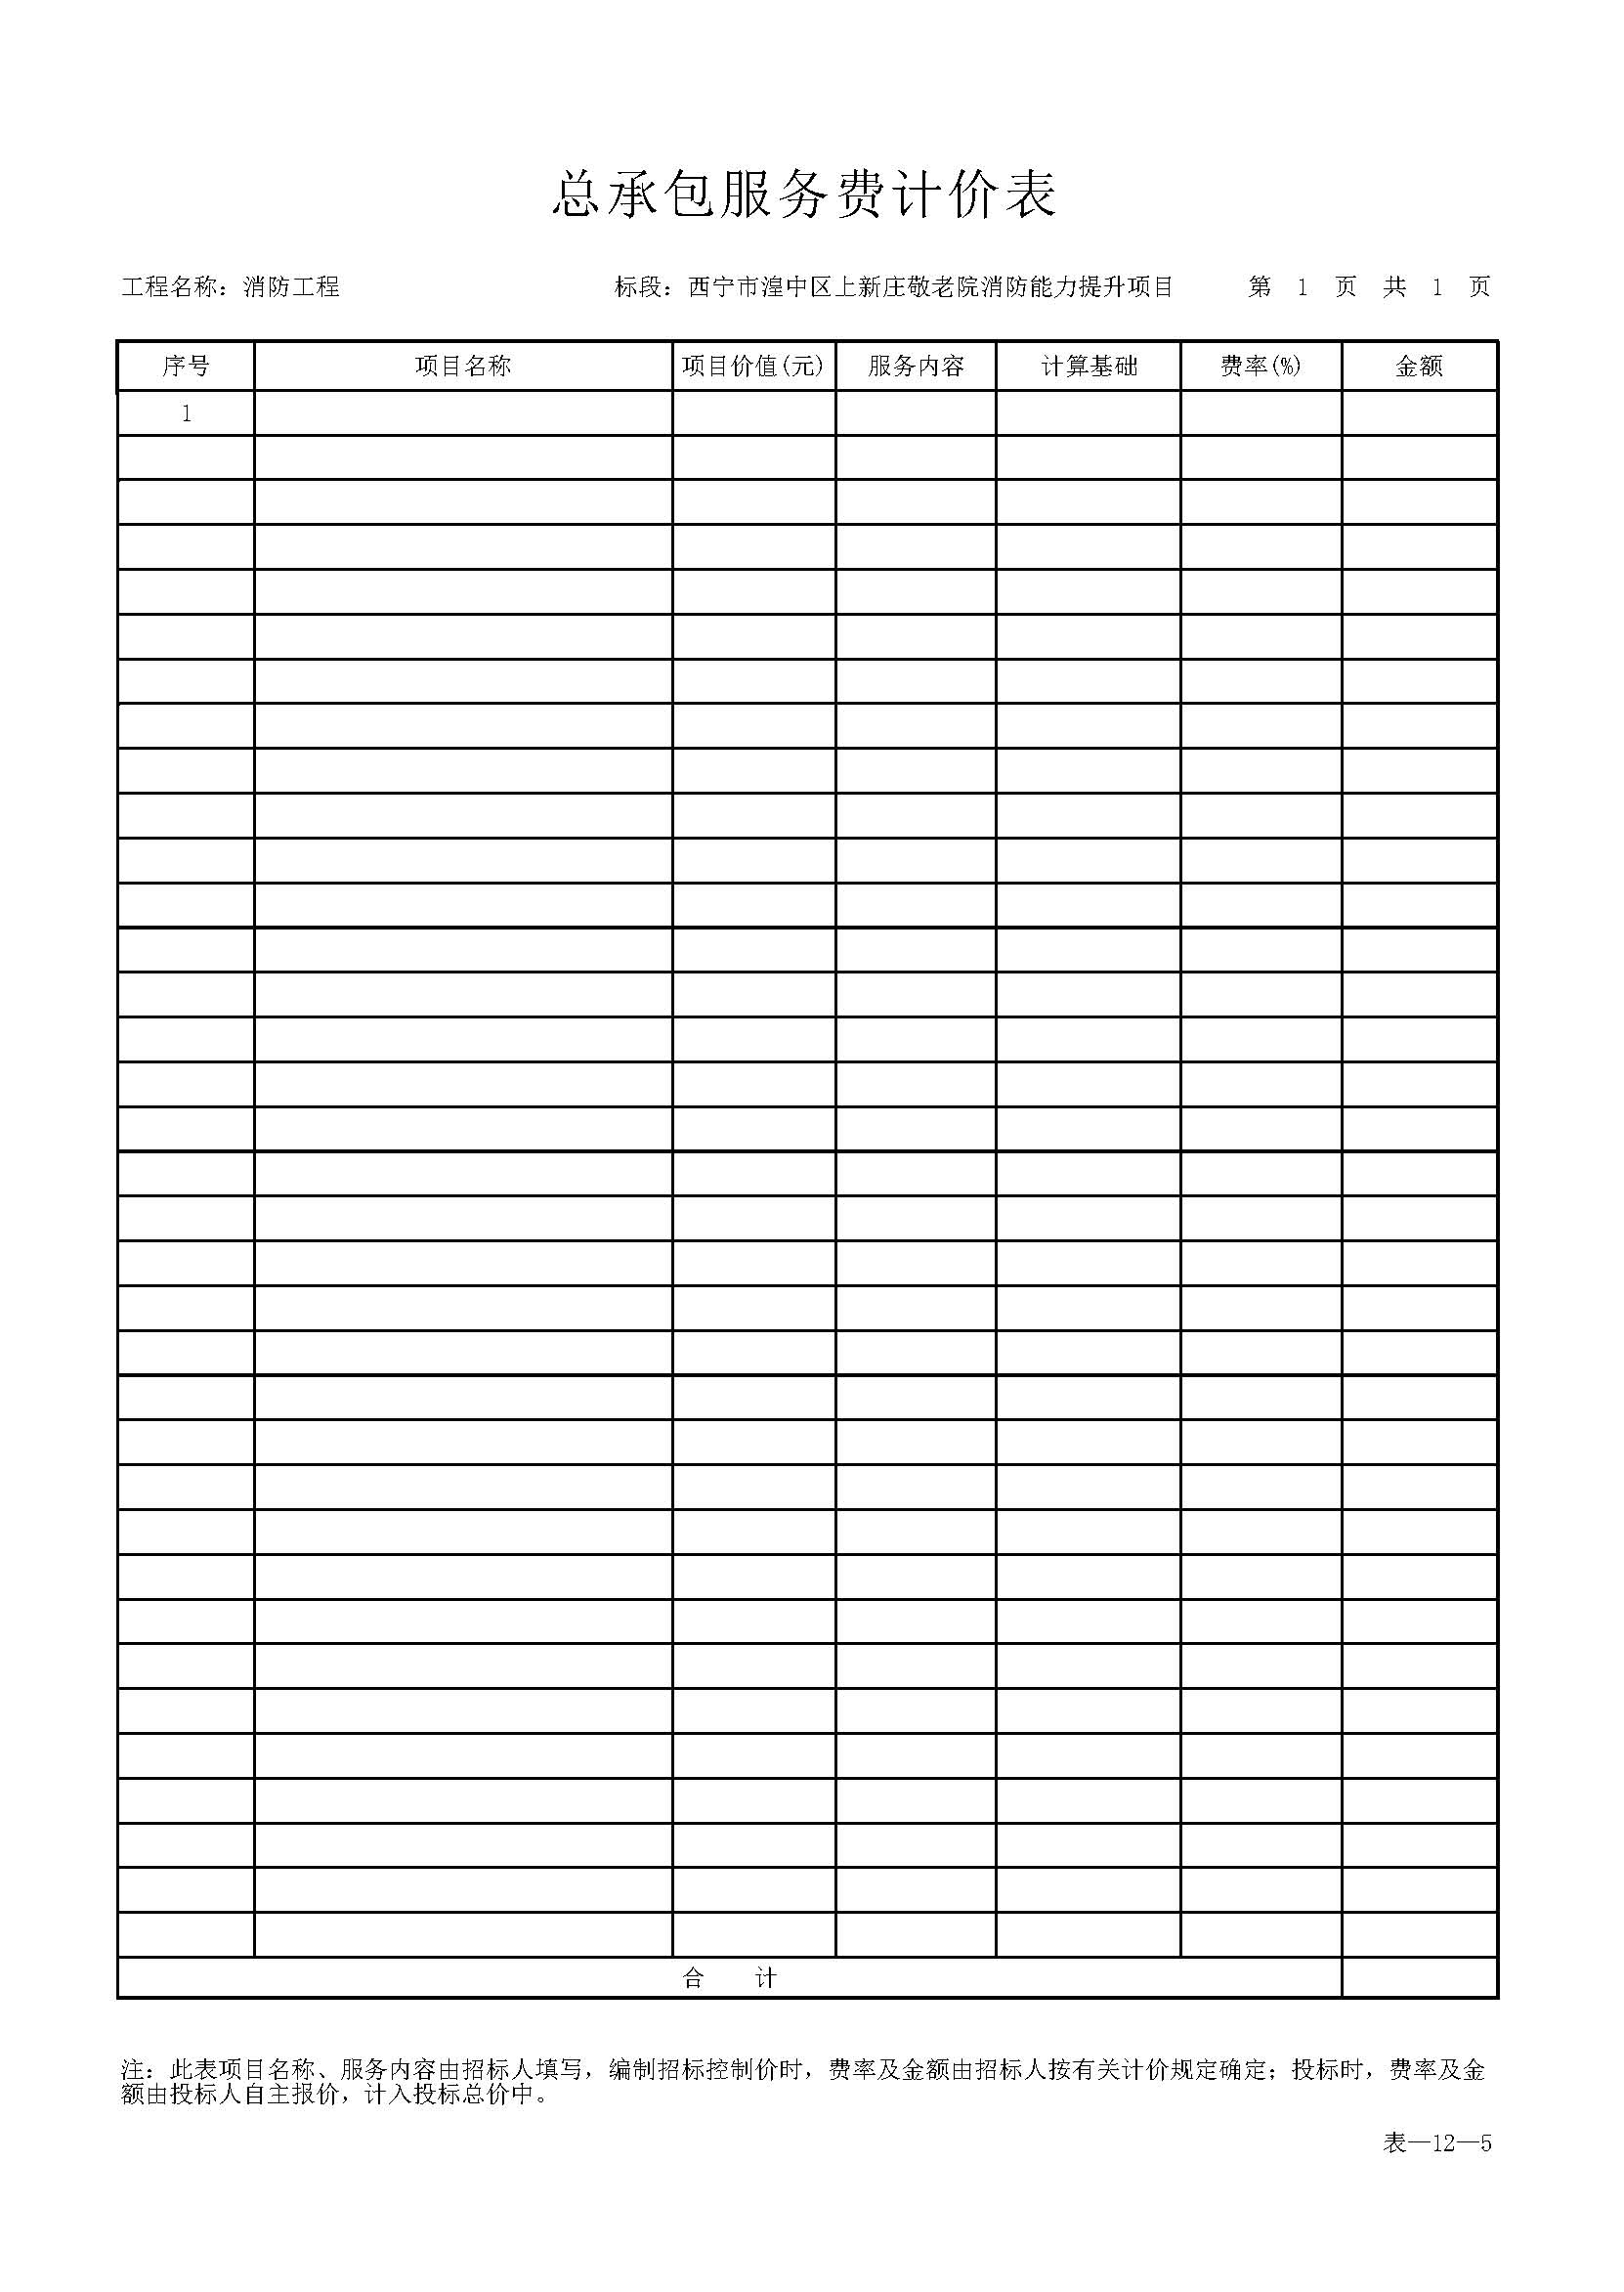 总承包服务费计价表
工程名称：消防工程 标段：西宁市湟中区上新庄敬老院消防能力提升项目 第 1 页 共 1 页
序号 项目名称 项目价值(元) 服务内容 计算基础 费率(%) 金额
1
合 计
注：此表项目名称、服务内容由招标人填写，编制招标控制价时，费率及金额由招标人按有关计价规定确定；投标时，费率及金
额由投标人自主报价，计入投标总价中。
表—12—5